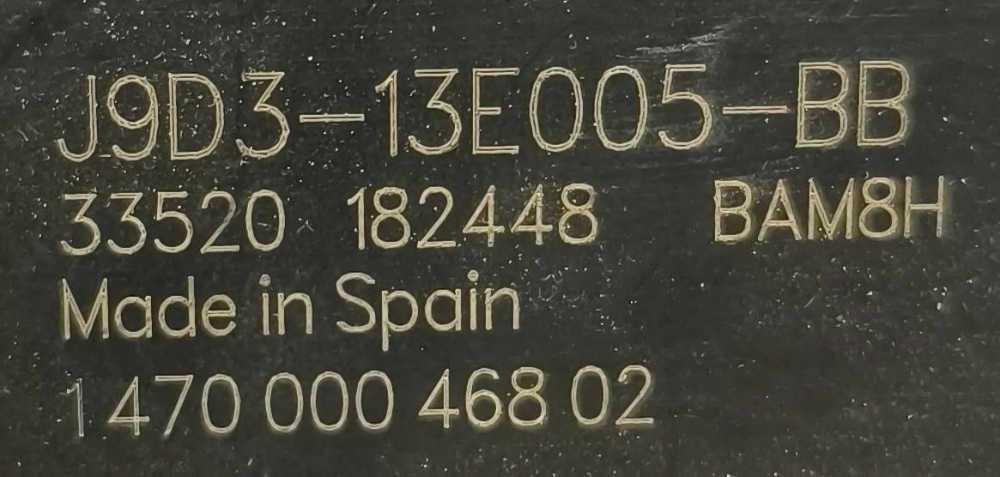 J9D3-13E005-BB
33520 182448 BAM8H
Made in Spain
1 470 000 468 02